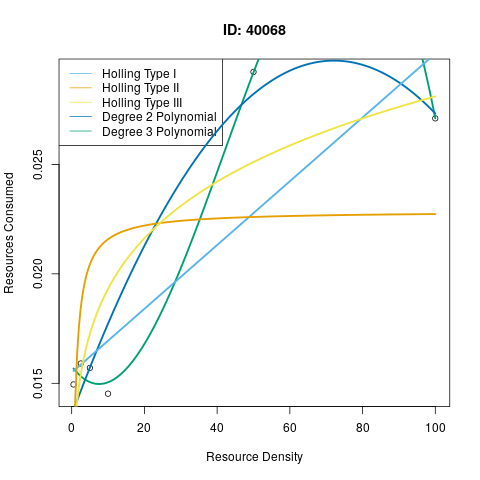 ID: 40068
Holling Type I
Holling Type II
Holling Type III
Degree 2 Polynomial
Degree 3 Polynomial
Resources Consumed
0.025
0.020
0.015
0 20 40 60 80 100
Resource Density